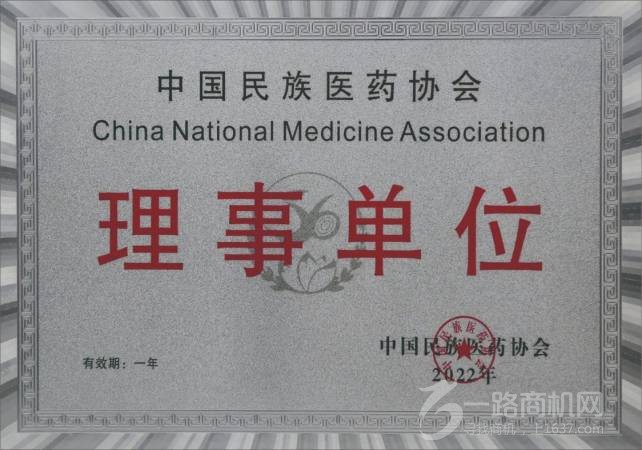 中国民族医药协会
China National Medicine Association
理事单位
有效期：一年
中国民族医药协会
2022年
一路商机网